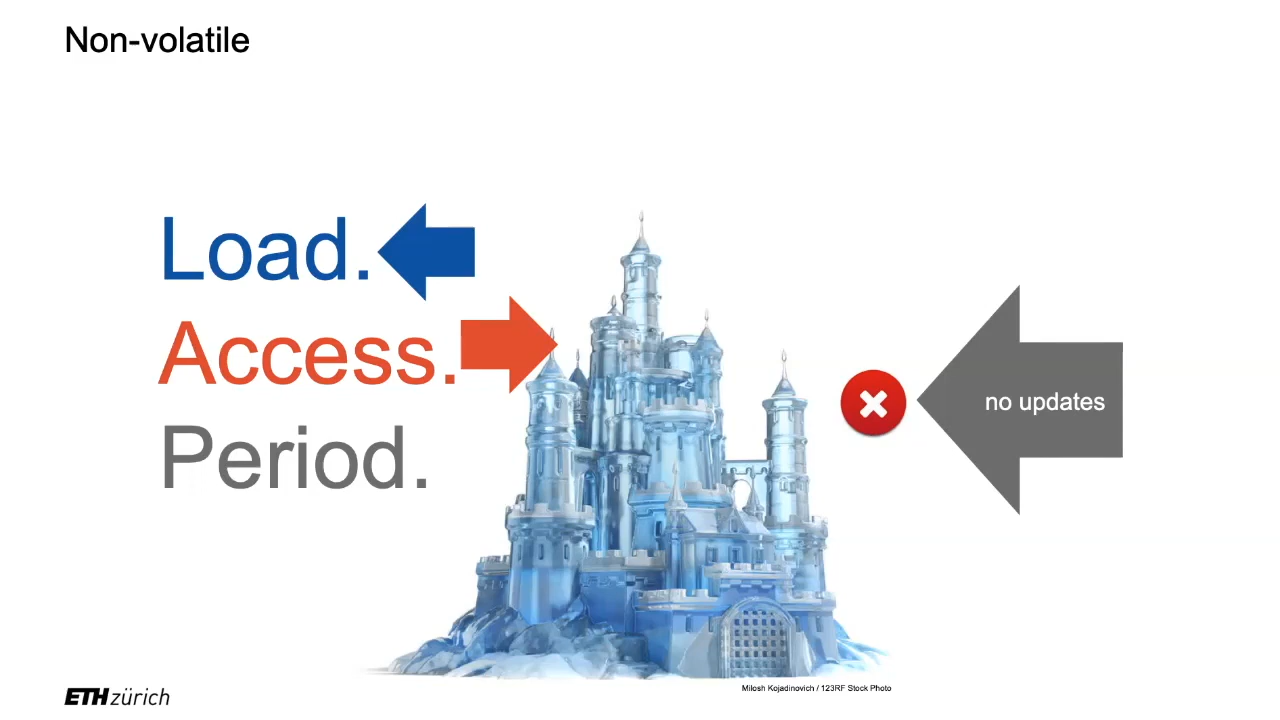 Non-volatile
Load.
Access.
Period.
no updates
Milosh Kojadinovich / 123RF Stock Photo
ETH zürich